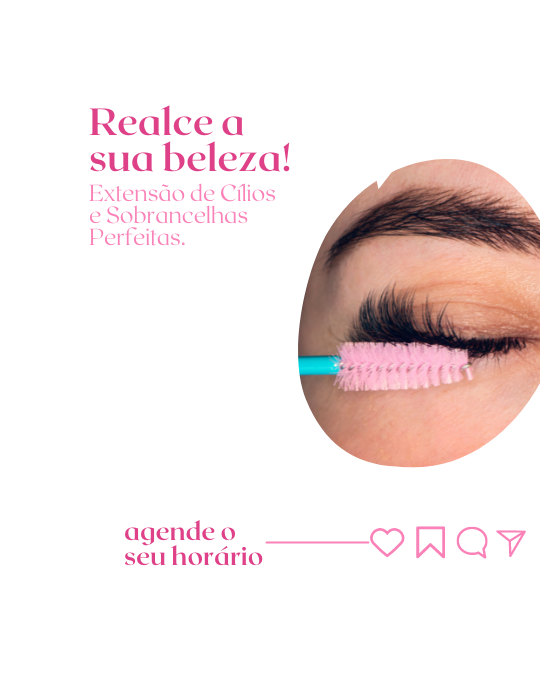 Realce a
sua beleza!
Extensão de Cílios
e Sobrancelhas
Perfeitas.
agende o
seu horário